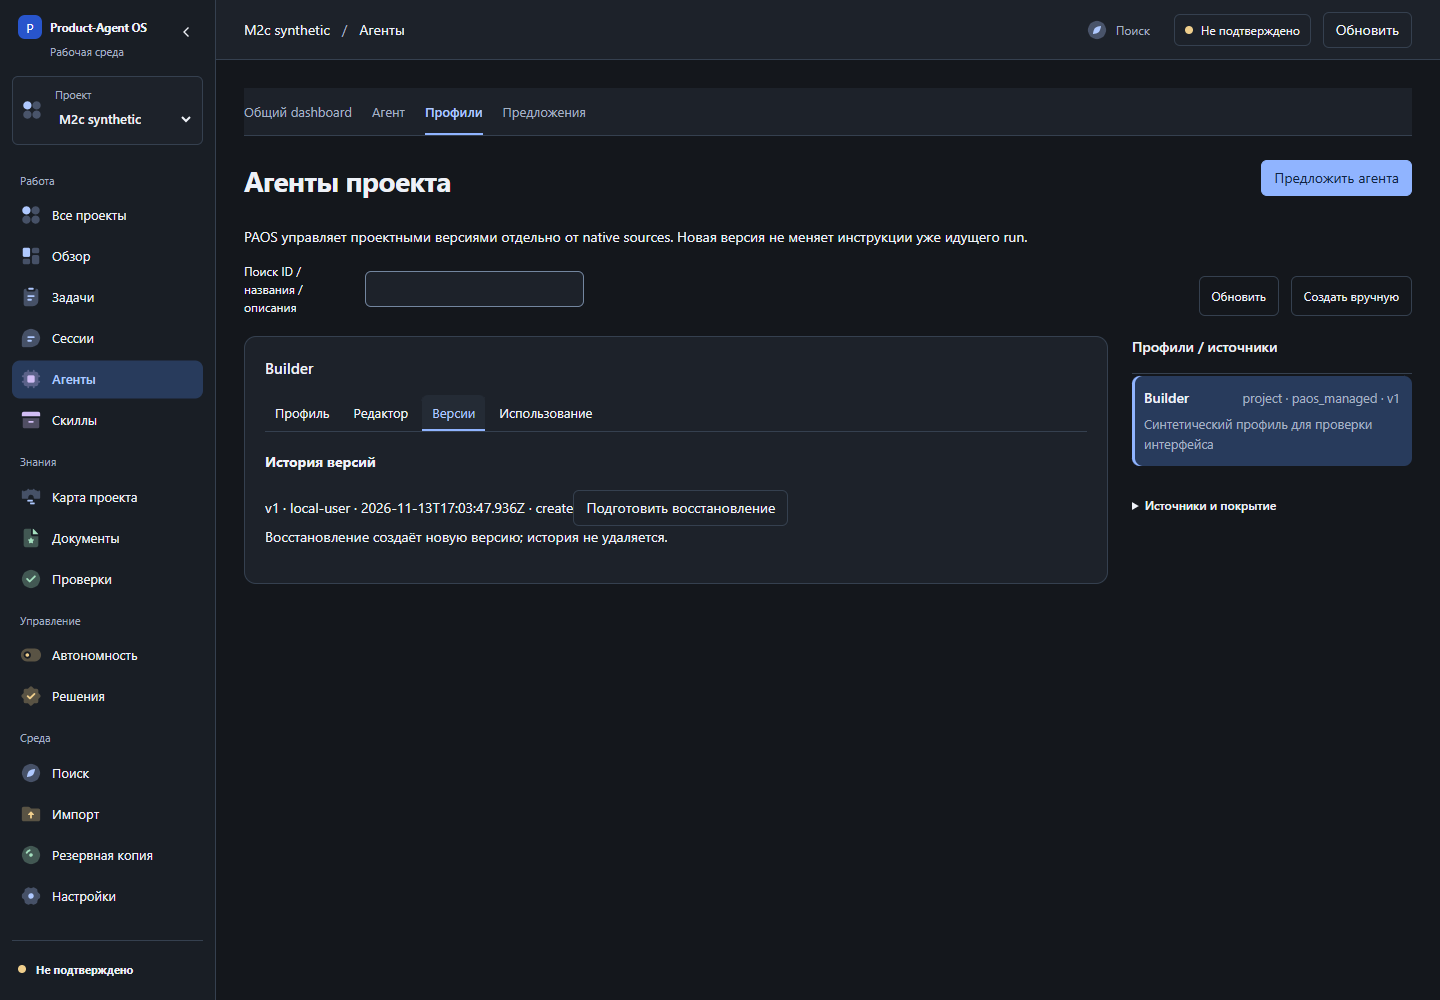 P
Product-Agent OS
Рабочая среда
Проект
M2c synthetic
Работа
Все проекты
Обзор
Задачи
Сессии
Агенты
Скиллы
Знания
Карта проекта
Документы
Проверки
Управление
Автономность
Решения
Среда
Поиск
Импорт
Резервная копия
Настройки
Не подтверждено
M2c synthetic / Агенты
Поиск
Не подтверждено
Обновить
Общий dashboard
Агент
Профили
Предложения
Агенты проекта
Предложить агента
PAOS управляет проектными версиями отдельно от native sources. Новая версия не меняет инструкции уже идущего run.
Поиск ID /
названия /
описания
Обновить
Создать вручную
Builder
Профиль
Редактор
Версии
Использование
История версий
v1 · local-user · 2026-11-13T17:03:47.936Z · create
Подготовить восстановление
Восстановление создаёт новую версию; история не удаляется.
Профили / источники
Builder
project · paos_managed · v1
Синтетический профиль для проверки
интерфейса
Источники и покрытие